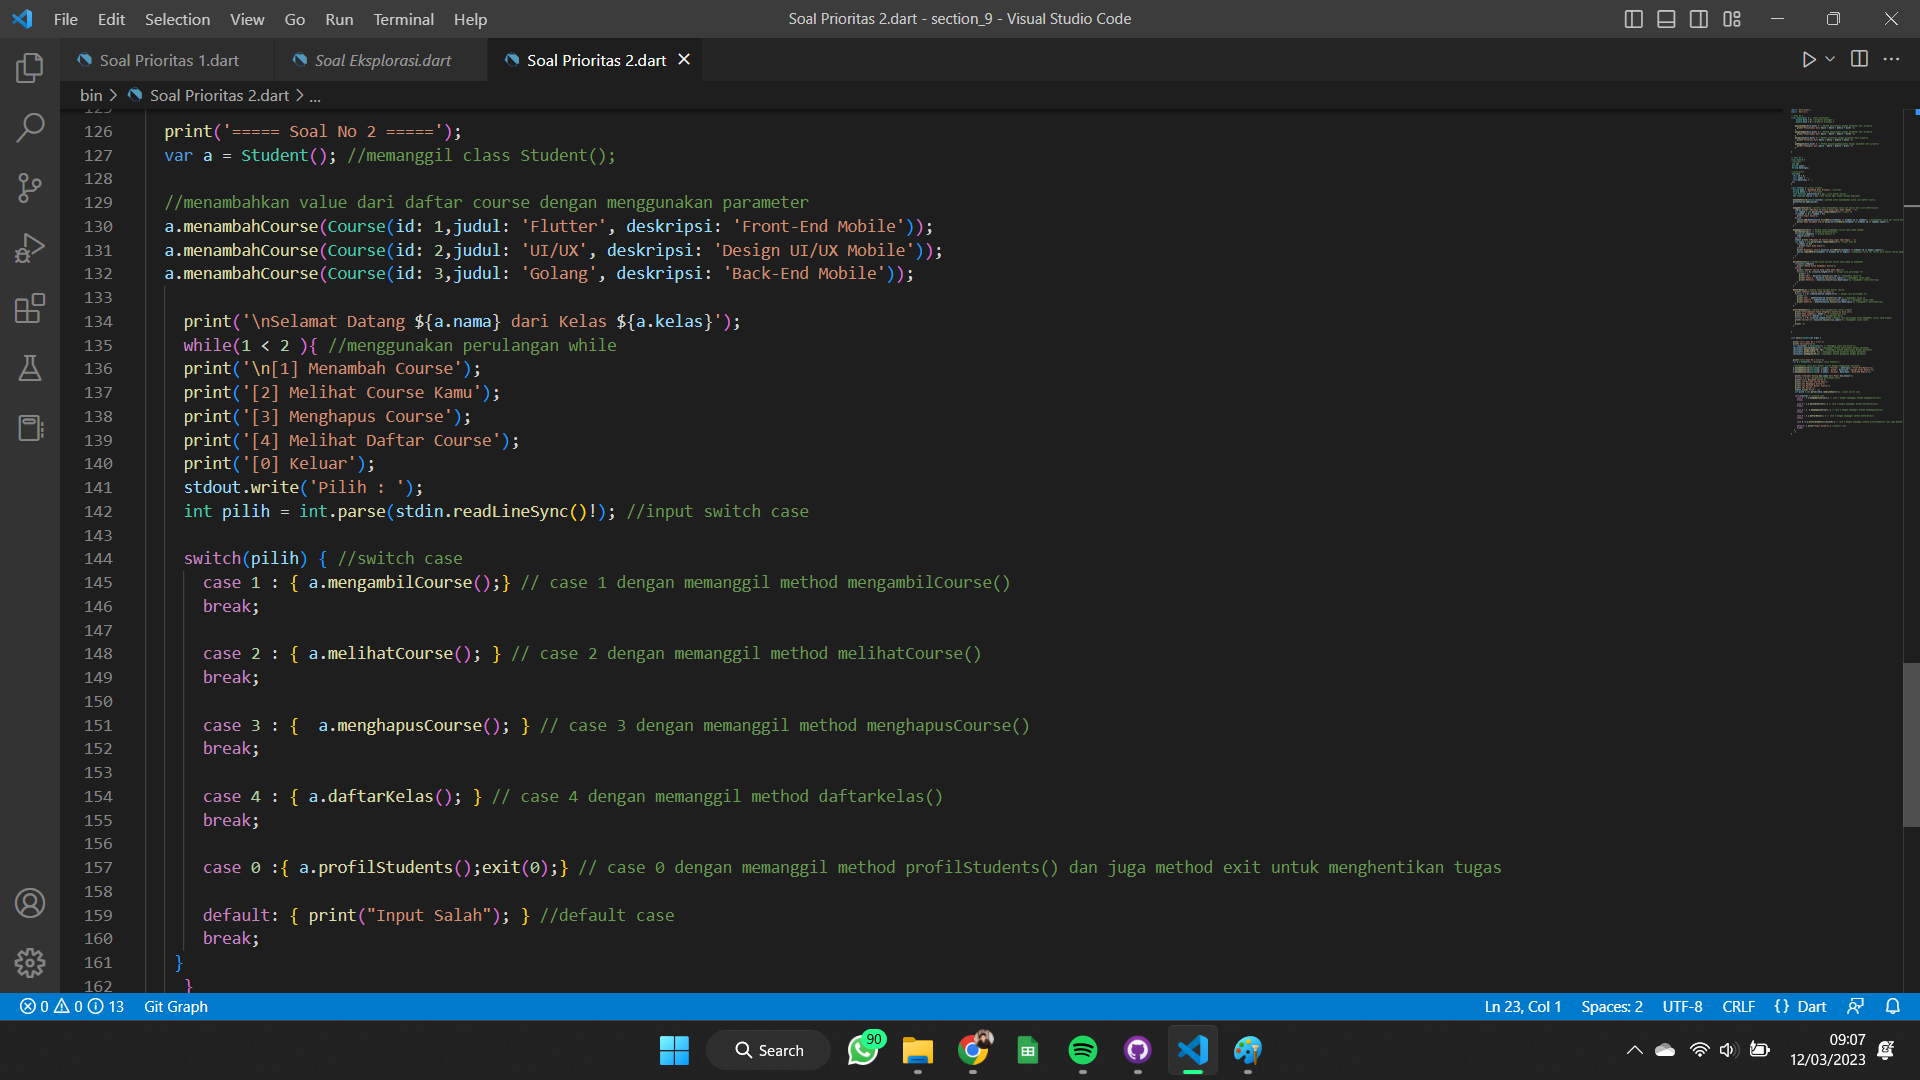 File Edit Selection View Go Run Terminal Help
Soal Prioritas 2.dart - section_9 - Visual Studio Code
Soal Prioritas 1.dart
Soal Eksplorasi.dart
Soal Prioritas 2.dart
bin > Soal Prioritas 2.dart > ...
126 print('===== Soal No 2 =====');
127 var a = Student(); //memanggil class Student();
128
129 //menambahkan value dari daftar course dengan menggunakan parameter
130 a.menambahCourse(Course(id: 1,judul: 'Flutter', deskripsi: 'Front-End Mobile'));
131 a.menambahCourse(Course(id: 2,judul: 'UI/UX', deskripsi: 'Design UI/UX Mobile'));
132 a.menambahCourse(Course(id: 3,judul: 'Golang', deskripsi: 'Back-End Mobile'));
133
134 print('\nSelamat Datang ${a.nama} dari Kelas ${a.kelas}');
135 while(1 < 2 ){ //menggunakan perulangan while
136 print('\n[1] Menambah Course');
137 print('[2] Melihat Course Kamu');
138 print('[3] Menghapus Course');
139 print('[4] Melihat Daftar Course');
140 print('[0] Keluar');
141 stdout.write('Pilih : ');
142 int pilih = int.parse(stdin.readLineSync()!); //input switch case
143
144 switch(pilih) { //switch case
145 case 1 : { a.mengambilCourse();} // case 1 dengan memanggil method mengambilCourse()
146 break;
147
148 case 2 : { a.melihatCourse(); } // case 2 dengan memanggil method melihatCourse()
149 break;
150
151 case 3 : {  a.menghapusCourse(); } // case 3 dengan memanggil method menghapusCourse()
152 break;
153
154 case 4 : { a.daftarKelas(); } // case 4 dengan memanggil method daftarkelas()
155 break;
156
157 case 0 :{ a.profilStudents();exit(0);} // case 0 dengan memanggil method profilStudents() dan juga method exit untuk menghentikan tugas
158
159 default: { print("Input Salah"); } //default case
160 break;
161 }
162 }
0 0 13 Git Graph
Ln 23, Col 1 Spaces: 2 UTF-8 CRLF {} Dart
Search
90
09:07
12/03/2023